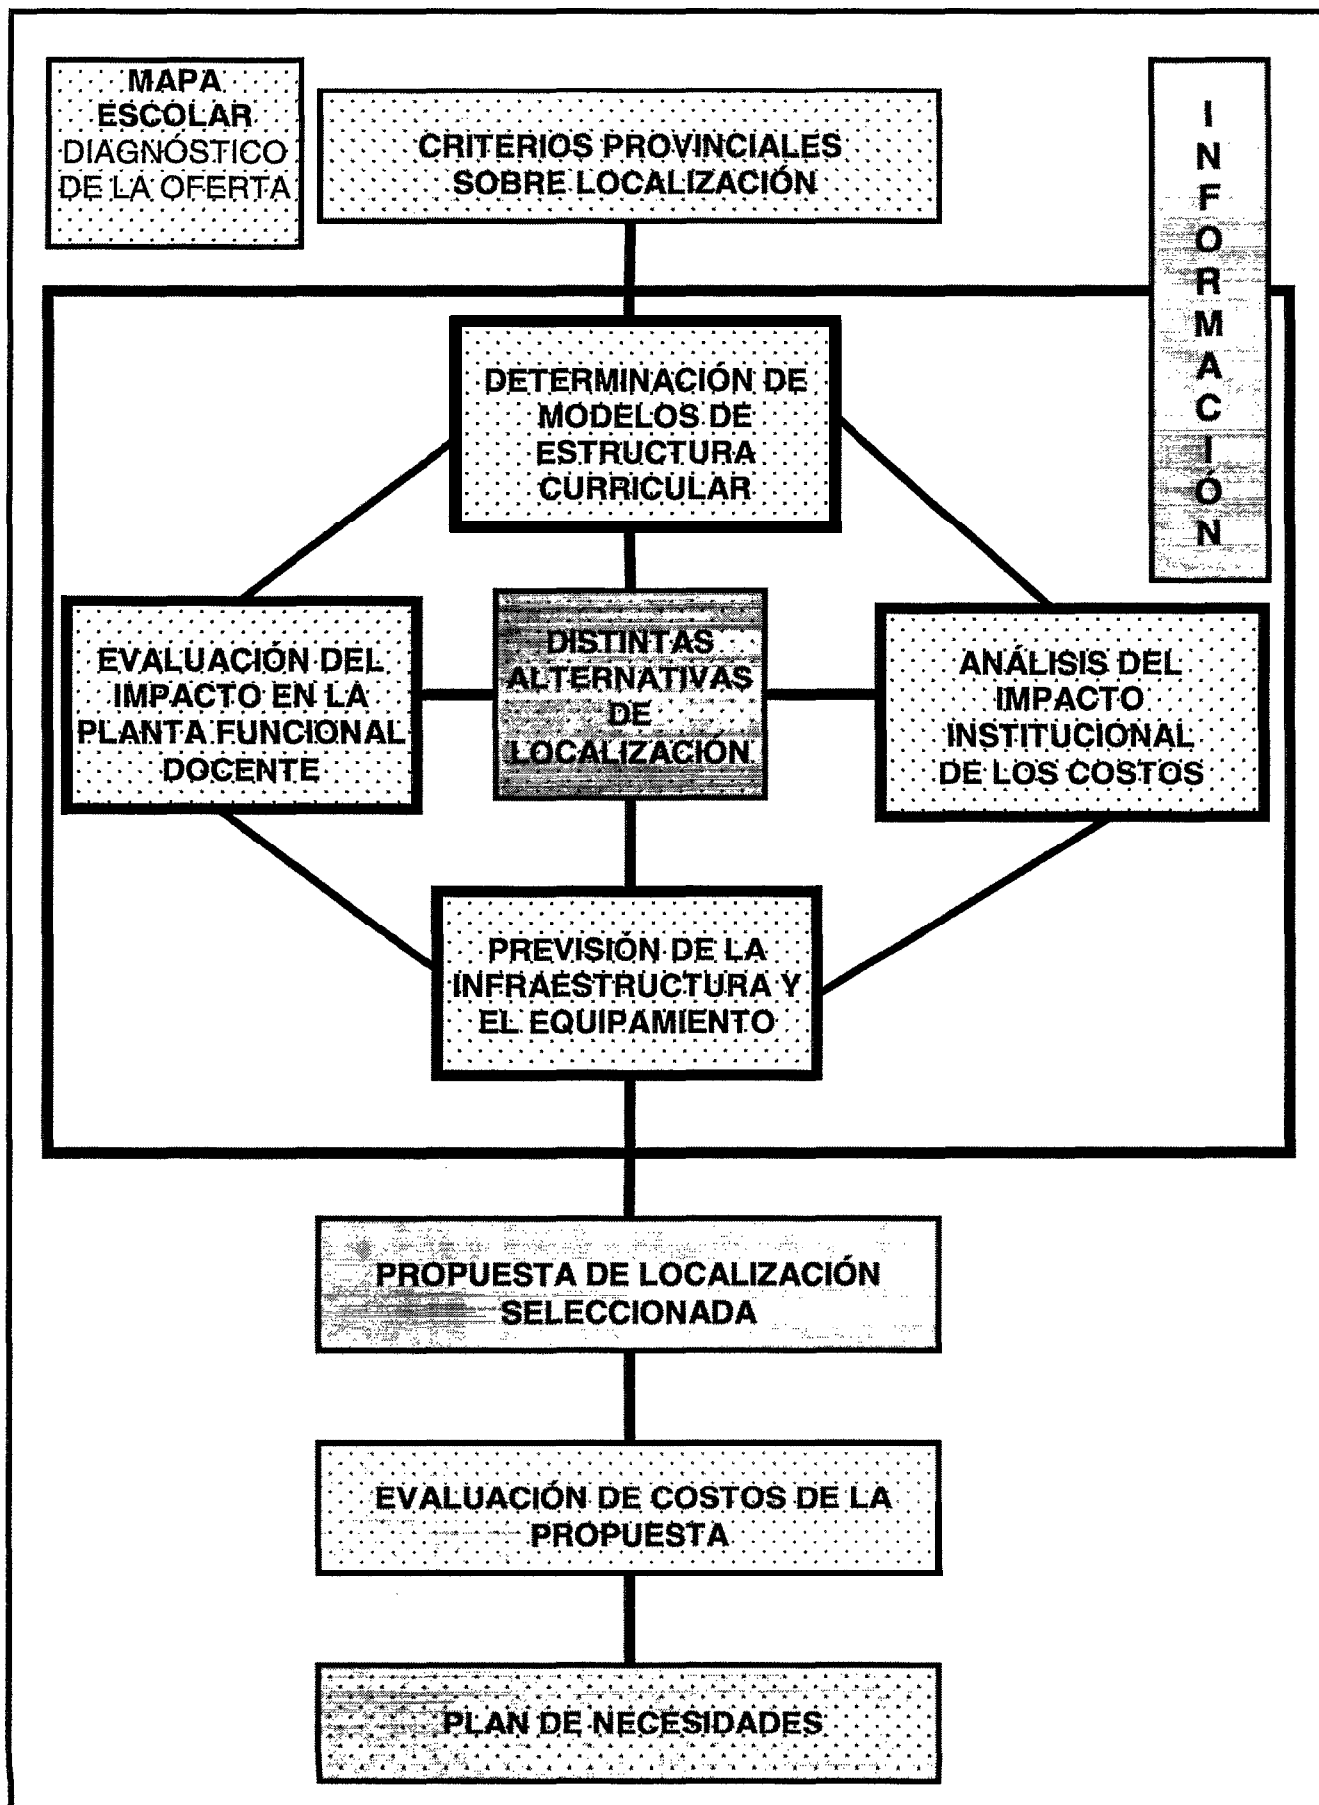 MAPA
ESCOLAR
DIAGNÓSTICO
DE LA OFERTA
CRITERIOS PROVINCIALES
SOBRE LOCALIZACIÓN
I
N
F
O
R
M
A
C
I
Ó
N
DETERMINACIÓN DE
MODELOS DE
ESTRUCTURA
CURRICULAR
EVALUACIÓN DEL
IMPACTO EN LA
PLANTA FUNCIONAL
DOCENTE
DISTINTAS
ALTERNATIVAS
DE
LOCALIZACIÓN
ANÁLISIS DEL
IMPACTO
INSTITUCIONAL
DE LOS COSTOS
PREVISIÓN DE LA
INFRAESTRUCTURA Y
EL EQUIPAMIENTO
PROPUESTA DE LOCALIZACIÓN
SELECCIONADA
EVALUACIÓN DE COSTOS DE LA
PROPUESTA
PLAN DE NECESIDADES